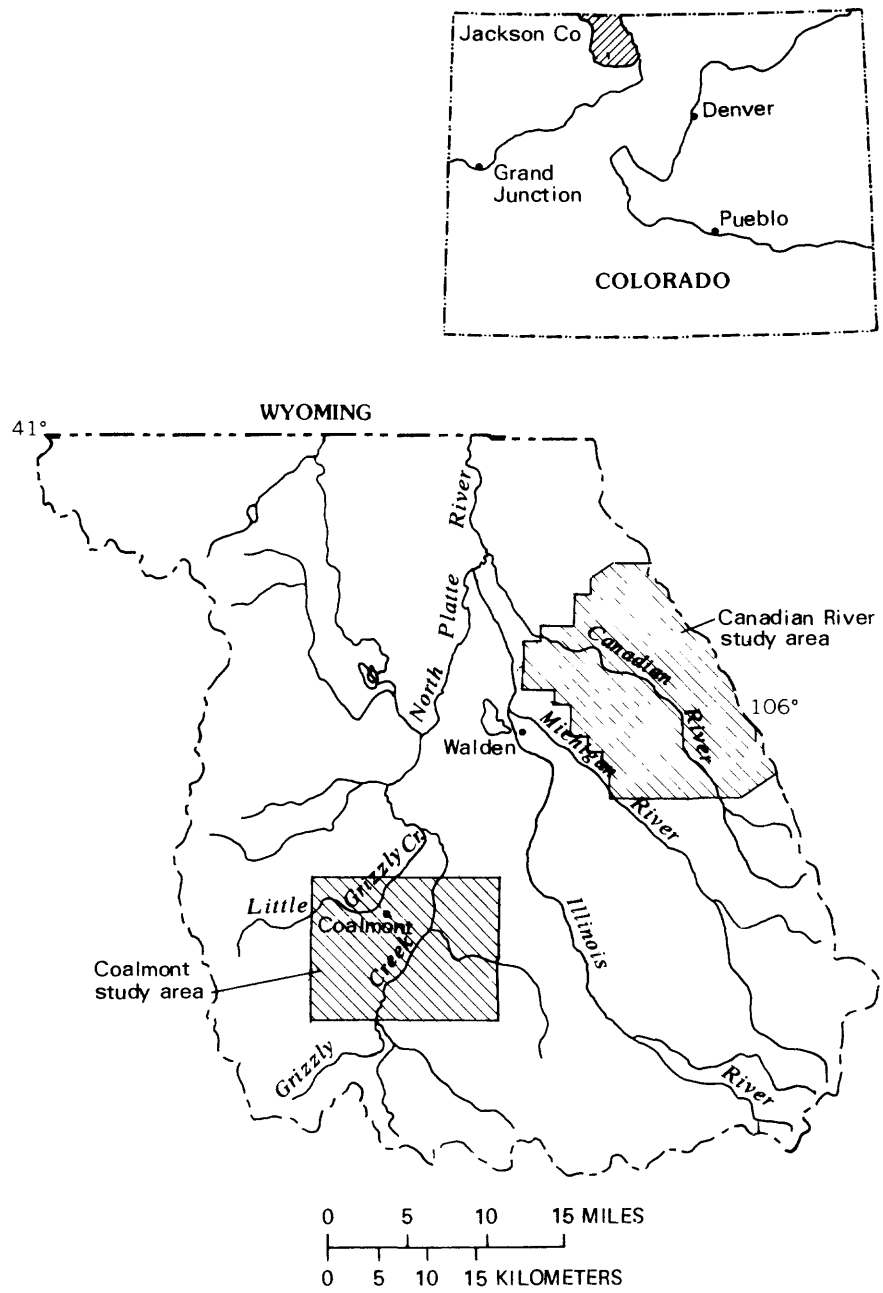 Jackson Co
Denver
Grand
Junction
Pueblo
COLORADO
WYOMING
41°
River
North Platte
Canadian River
study area
Canadian
River
106°
Walden
Michigan
River
Little
Grizzly Cr.
Coalmont
Illinois
Creek
Coalmont
study area
Grizzly
River
0 5 10 15 MILES
0 5 10 15 KILOMETERS